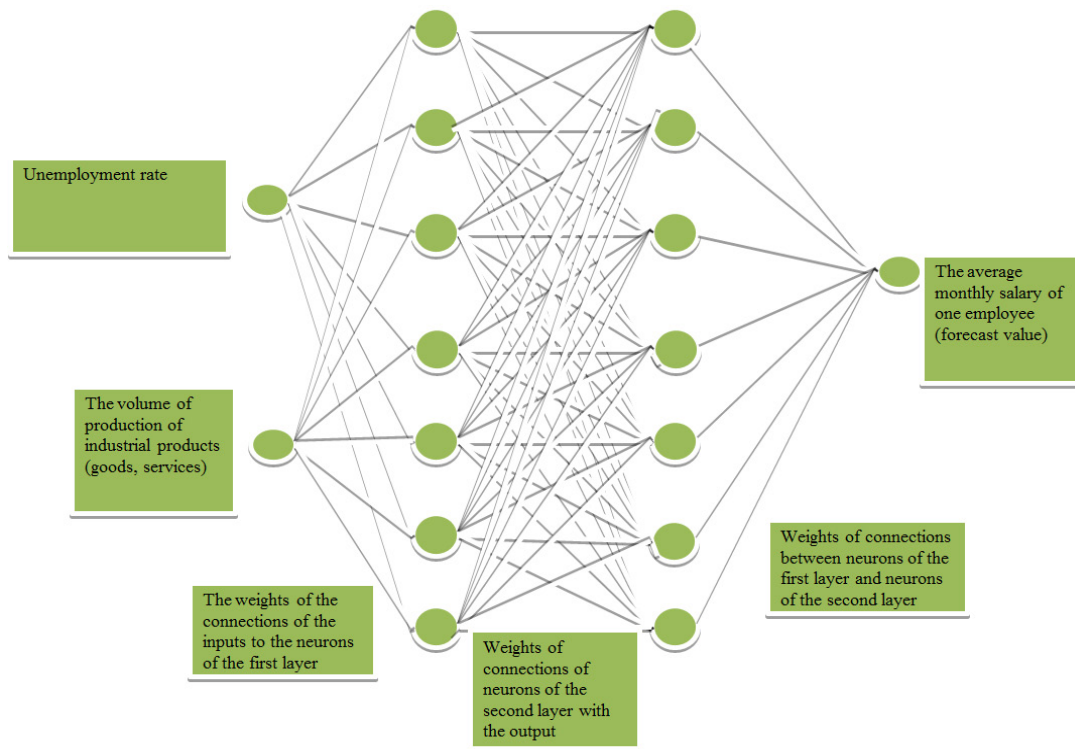 Unemployment rate
The volume of
production of
industrial products
(goods, services)
The weights of the
connections of the
inputs to the neurons
of the first layer
Weights of
connections of
neurons of the
second layer with
the output
Weights of connections
between neurons of the
first layer and neurons
of the second layer
The average
monthly salary of
one employee
(forecast value)